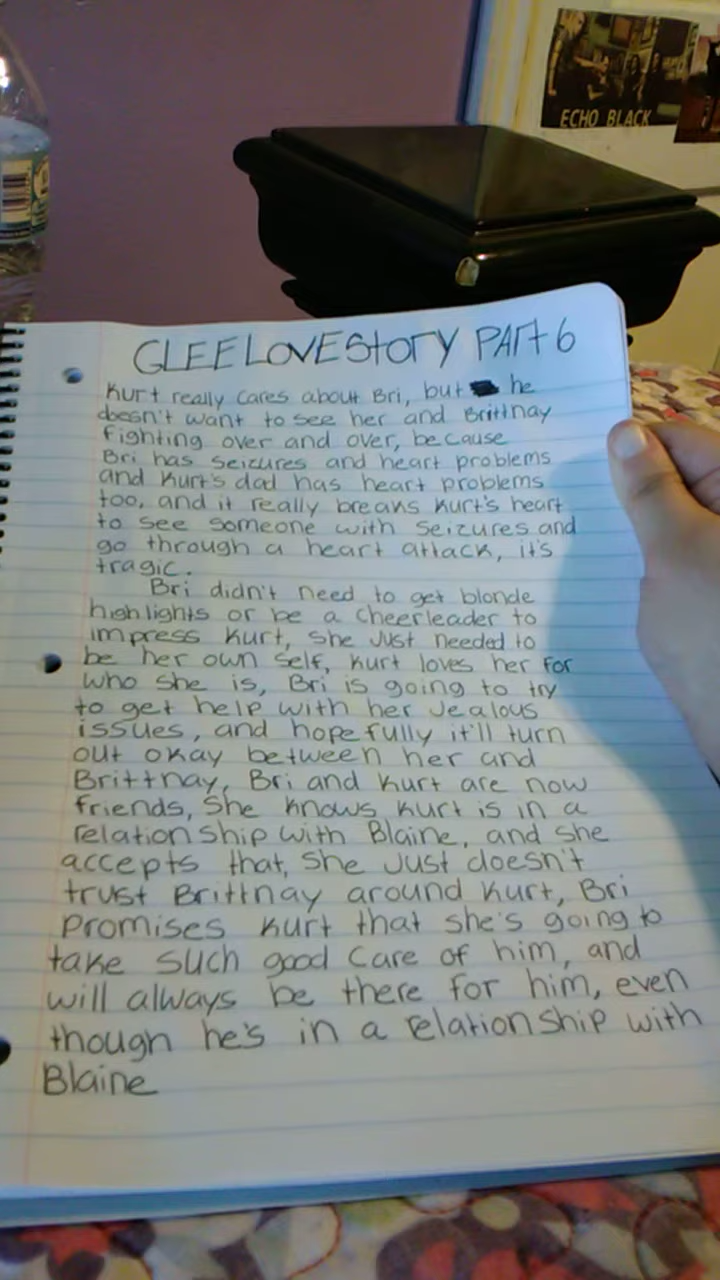 ECHO BLACK
GLEE LOVE StOrY PArt 6
Kurt really cares about Bri, but he
doesn't want to see her and Brittnay
fighting over and over, because
Bri has seizures and heart problems
and Kurt's dad has heart problems
too, and it really breaks Kurt's heart
to see someone with seizures and
go through a heart attack, it's
tragic.
Bri didn't need to get blonde
highlights or be a cheerleader to
impress Kurt, she just needed to
be her own self, Kurt loves her for
who she is, Bri is going to try
to get help with her jealous
issues, and hopefully it'll turn
out okay between her and
Brittnay, Bri and Kurt are now
friends, she knows Kurt is in a
relationship with Blaine, and she
accepts that, she just doesn't
trust Brittnay around Kurt, Bri
promises Kurt that she's going to
take such good care of him, and
will always be there for him, even
though he's in a relationship with
Blaine